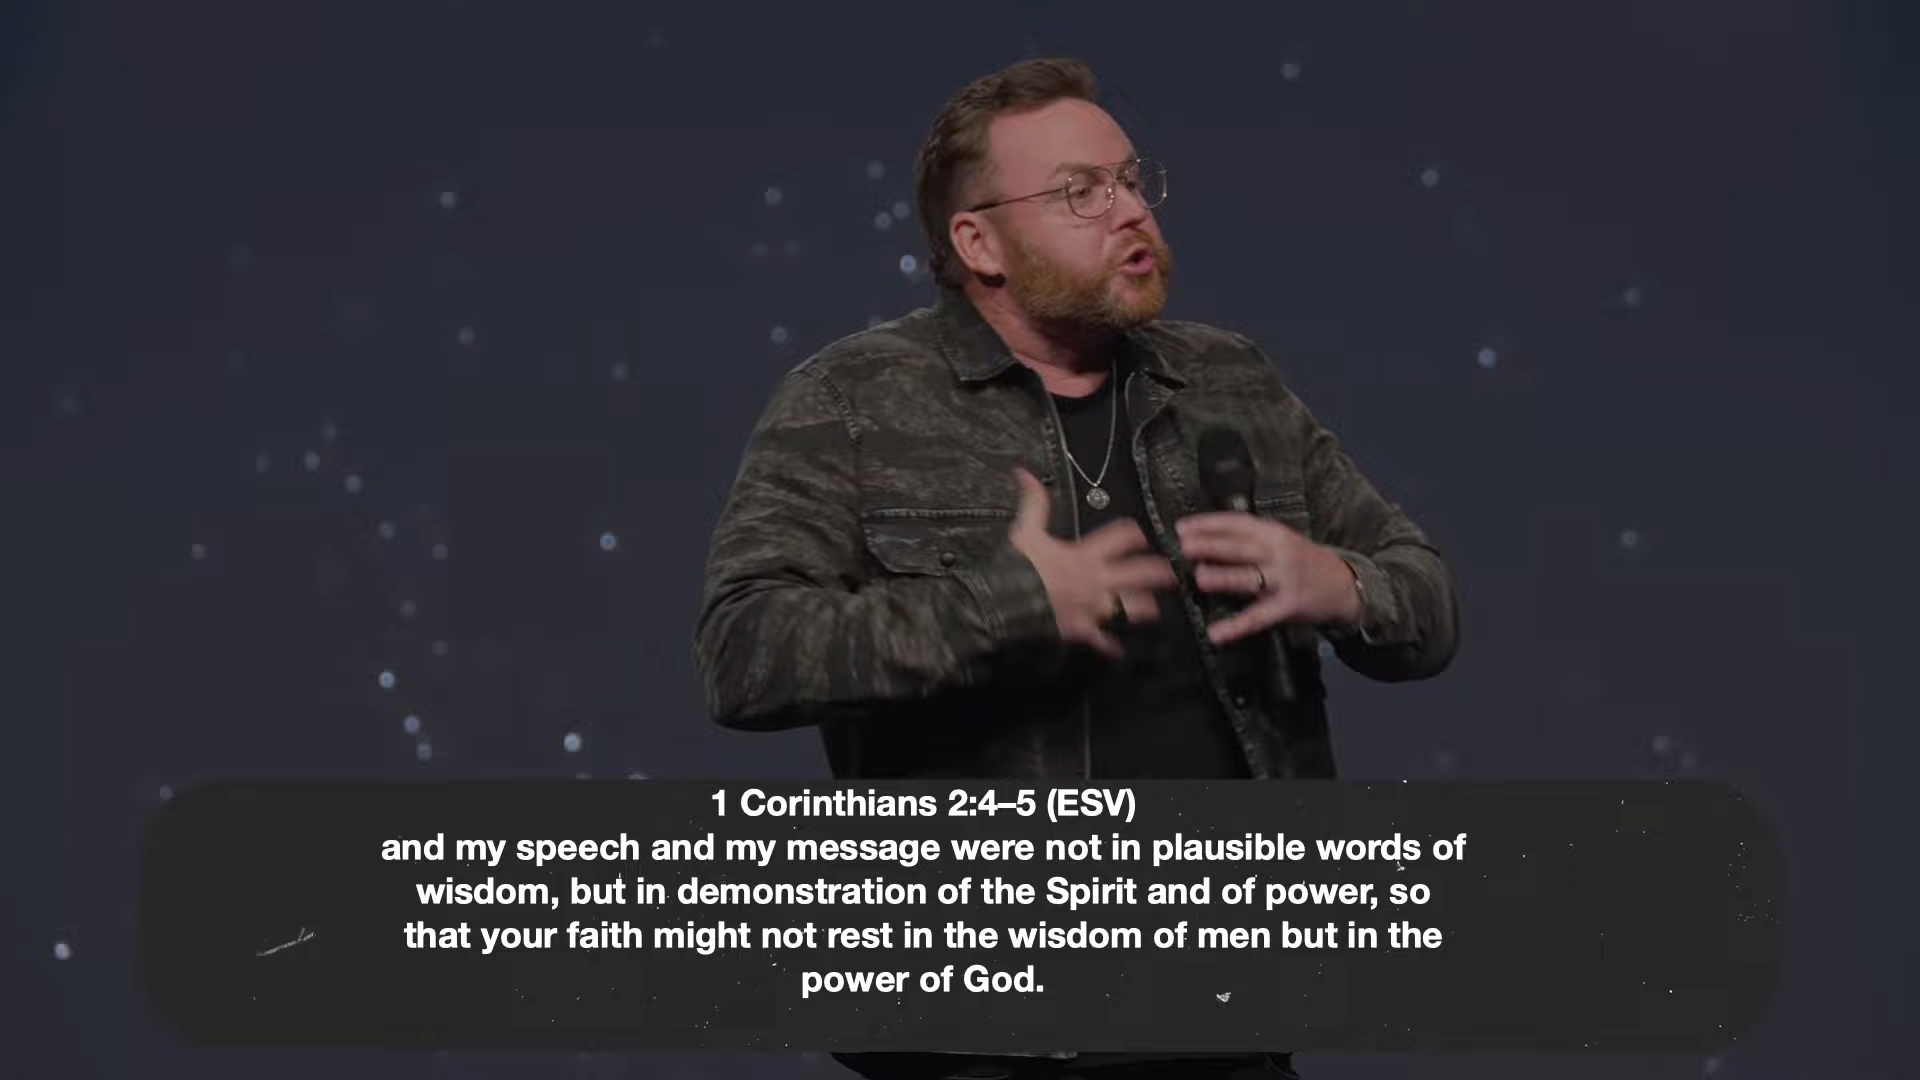 1 Corinthians 2:4–5 (ESV)
and my speech and my message were not in plausible words of
wisdom, but in demonstration of the Spirit and of power, so
that your faith might not rest in the wisdom of men but in the
power of God.